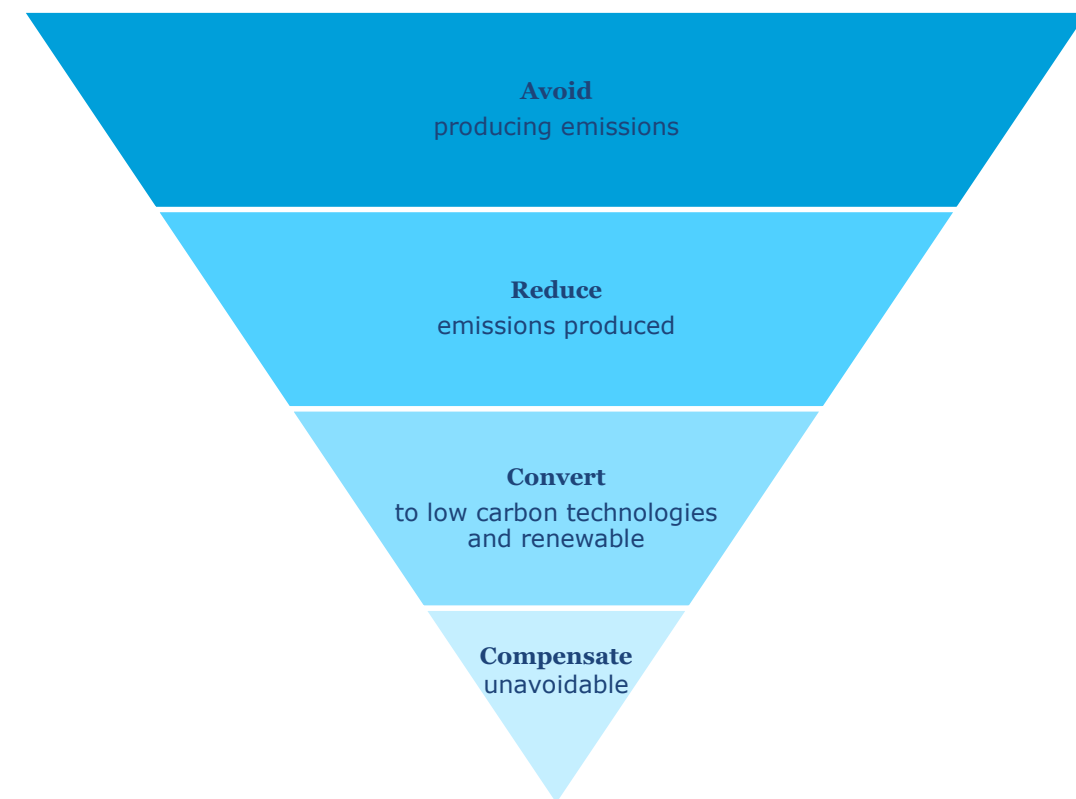 Avoid
producing emissions
Reduce
emissions produced
Convert
to low carbon technologies
and renewable
Compensate
unavoidable